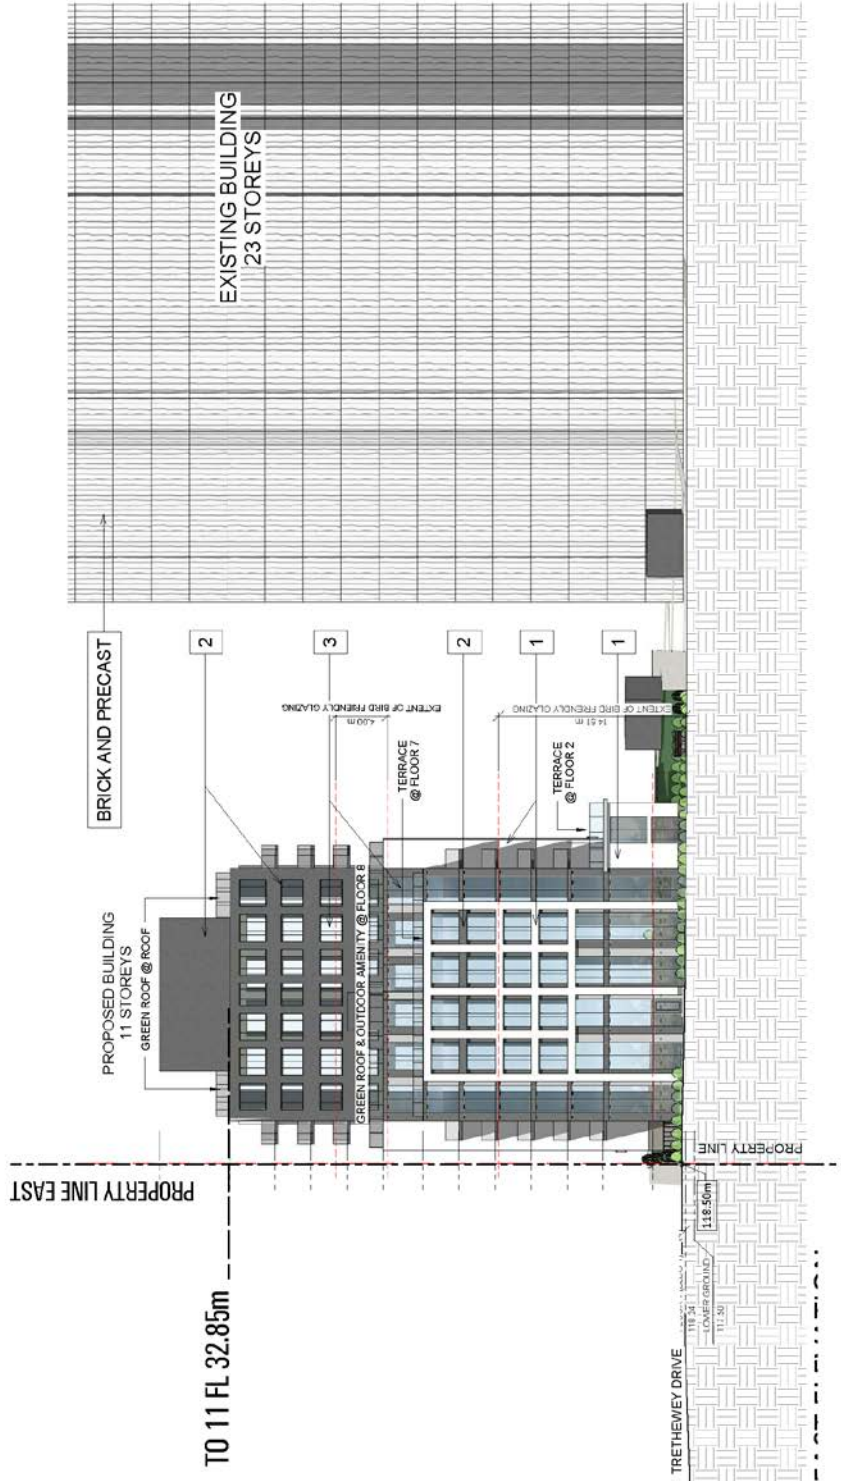 EXISTING BUILDING
23 STOREYS
BRICK AND PRECAST
2
3
2
1
1
EXTENT OF BIRD FRIENDLY GLAZING
4.00 m
EXTENT OF BIRD FRIENDLY GLAZING
14.51 m
TERRACE
@ FLOOR 7
TERRACE
@ FLOOR 2
PROPOSED BUILDING
11 STOREYS
GREEN ROOF @ ROOF
GREEN ROOF & OUTDOOR AMENITY @ FLOOR 8
PROPERTY LINE EAST
PROPERTY LINE
TO 11 FL 32.85m
118.50m
LOWER GROUND
TRETHEWEY DRIVE